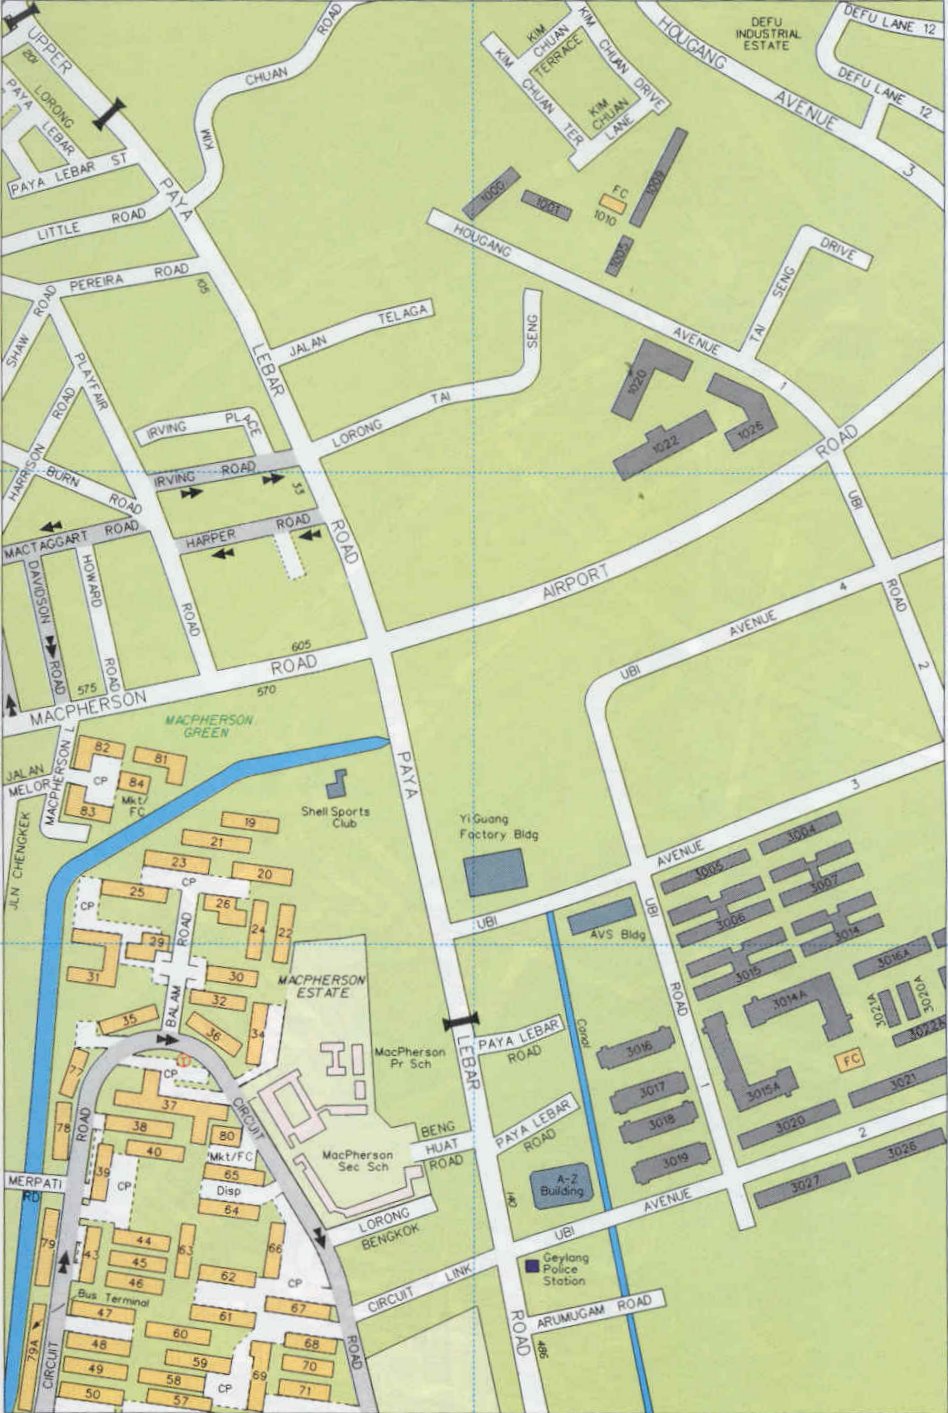 UPPER
201
PAYA
LEBAR
LORONG
PAYA LEBAR ST
LITTLE ROAD
KIM
CHUAN
ROAD
PAYA
LEBAR
ROAD
PEREIRA ROAD
105
SHAW ROAD
PLAYFAIR
ROAD
HARRISON ROAD
BURN
ROAD
IRVING PLACE
IRVING ROAD
33
MACTAGGART ROAD
HARPER ROAD
DAVIDSON ROAD
HOWARD
ROAD
JALAN TELAGA
LORONG TAI SENG
KIM
CHUAN
TERRACE
KIM CHUAN TER
KIM CHUAN DRIVE
KIM
CHUAN
LANE
DEFU
INDUSTRIAL
ESTATE
DEFU LANE 12
DEFU LANE 12
HOUGANG
AVENUE
3
1000
1001
FC
1010
1009
1005
HOUGANG
AVENUE
1
TAI SENG DRIVE
1020
1022
1026
AIRPORT
ROAD
UBI
ROAD
2
UBI AVENUE 4
MACPHERSON ROAD
575
605
570
MACPHERSON
GREEN
JALAN
MELOR
MACPHERSON L
JLN CHENGKEK
82
81
CP
84
Mkt/
FC
83
Shell Sports
Club
PAYA
LEBAR
ROAD
Yi Guang
Factory Bldg
UBI AVENUE 3
AVS Bldg
UBI
ROAD
1
Canal
3004
3005
3007
3006
3014
3015
3016A
3014A
3021A
3020A
3022A
FC
3015A
3016
3017
3018
3019
3020
3021
3026
3027
UBI AVENUE 2
19
21
23
20
CP
25
CP
26
24
22
29
31
BALAM ROAD
30
32
34
35
36
MACPHERSON
ESTATE
MacPherson
Pr Sch
MacPherson
Sec Sch
PAYA LEBAR
ROAD
PAYA LEBAR
ROAD
BENG
HUAT
ROAD
A-Z
Building
140
LORONG
BENGKOK
CIRCUIT LINK
Geylang
Police
Station
ARUMUGAM ROAD
486
77
78
CP
37
38
40
80
Mkt/FC
65
Disp
64
39
CP
CIRCUIT
ROAD
MERPATI
RD
79
43
44
45
46
63
62
66
CP
Bus Terminal
47
61
67
60
79A
CIRCUIT
ROAD
48
49
50
59
58
57
CP
69
68
70
71